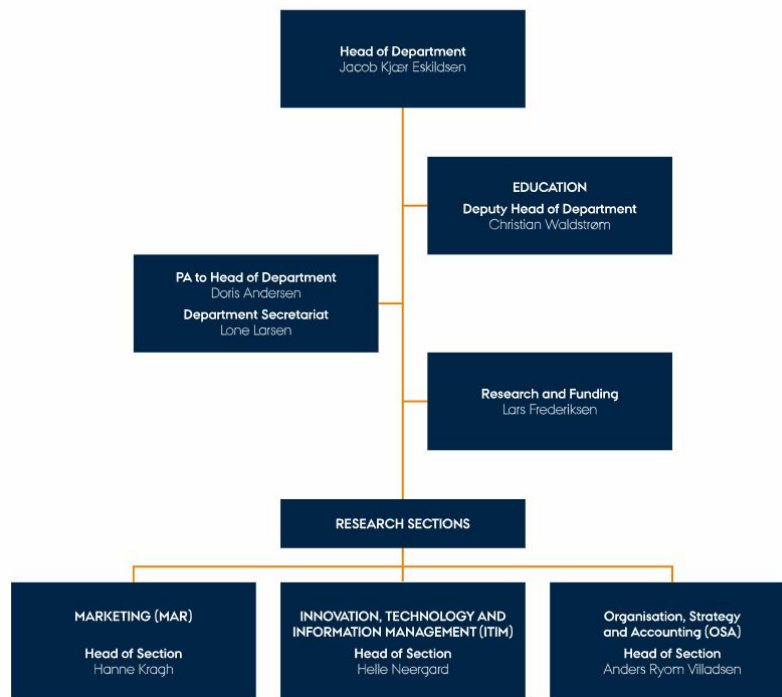 Head of Department
Jacob Kjær Eskildsen
EDUCATION
Deputy Head of Department
Christian Waldstrøm
PA to Head of Department
Doris Andersen
Department Secretariat
Lone Larsen
Research and Funding
Lars Frederiksen
RESEARCH SECTIONS
MARKETING (MAR)
Head of Section
Hanne Kragh
INNOVATION, TECHNOLOGY AND
INFORMATION MANAGEMENT (ITIM)
Head of Section
Helle Neergard
Organisation, Strategy
and Accounting (OSA)
Head of Section
Anders Ryom Villadsen